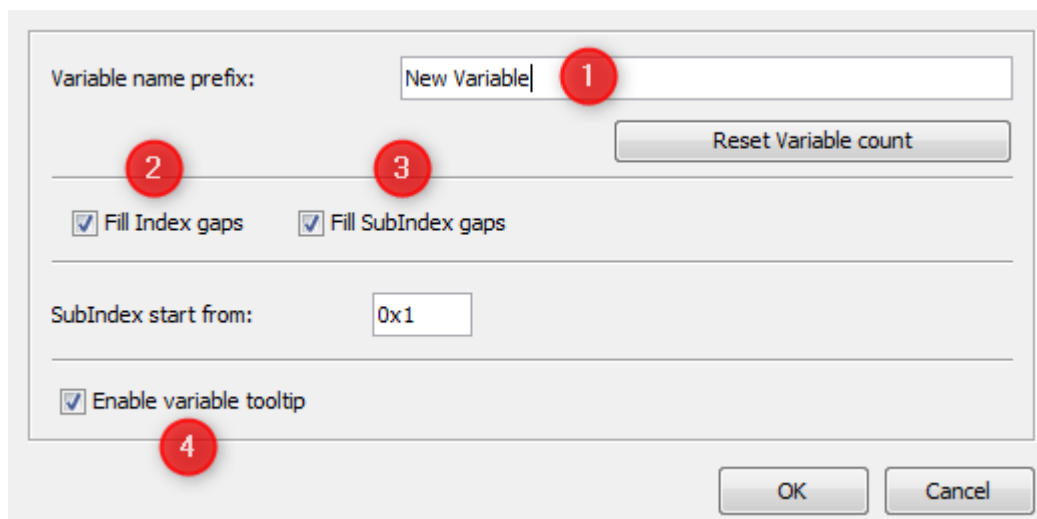 Variable name prefix: New Variable 1
Reset Variable count
2 3
Fill Index gaps Fill SubIndex gaps
SubIndex start from: 0x1
Enable variable tooltip
4
OK Cancel